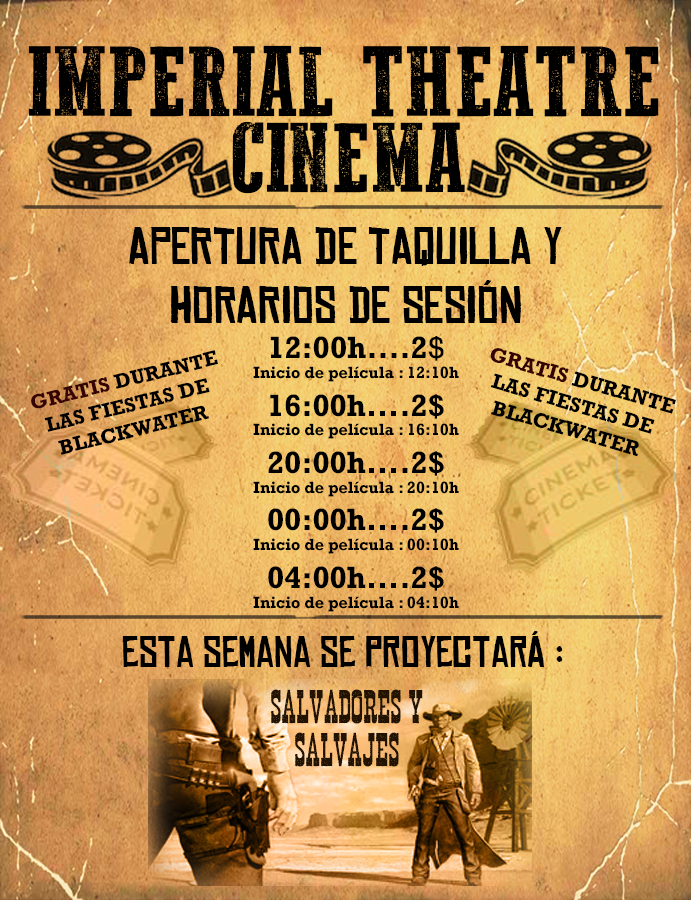 IMPERIAL THEATRE
CINEMA
APERTURA DE TAQUILLA Y
HORARIOS DE SESIÓN
12:00h....2$
Inicio de película : 12:10h
16:00h....2$
Inicio de película : 16:10h
20:00h....2$
Inicio de película : 20:10h
00:00h....2$
Inicio de película : 00:10h
04:00h....2$
Inicio de película : 04:10h
GRATIS DURANTE
LAS FIESTAS DE
BLACKWATER
CINEMA
TICKET
GRATIS DURANTE
LAS FIESTAS DE
BLACKWATER
CINEMA
TICKET
ESTA SEMANA SE PROYECTARÁ :
SALVADORES Y
SALVAJES